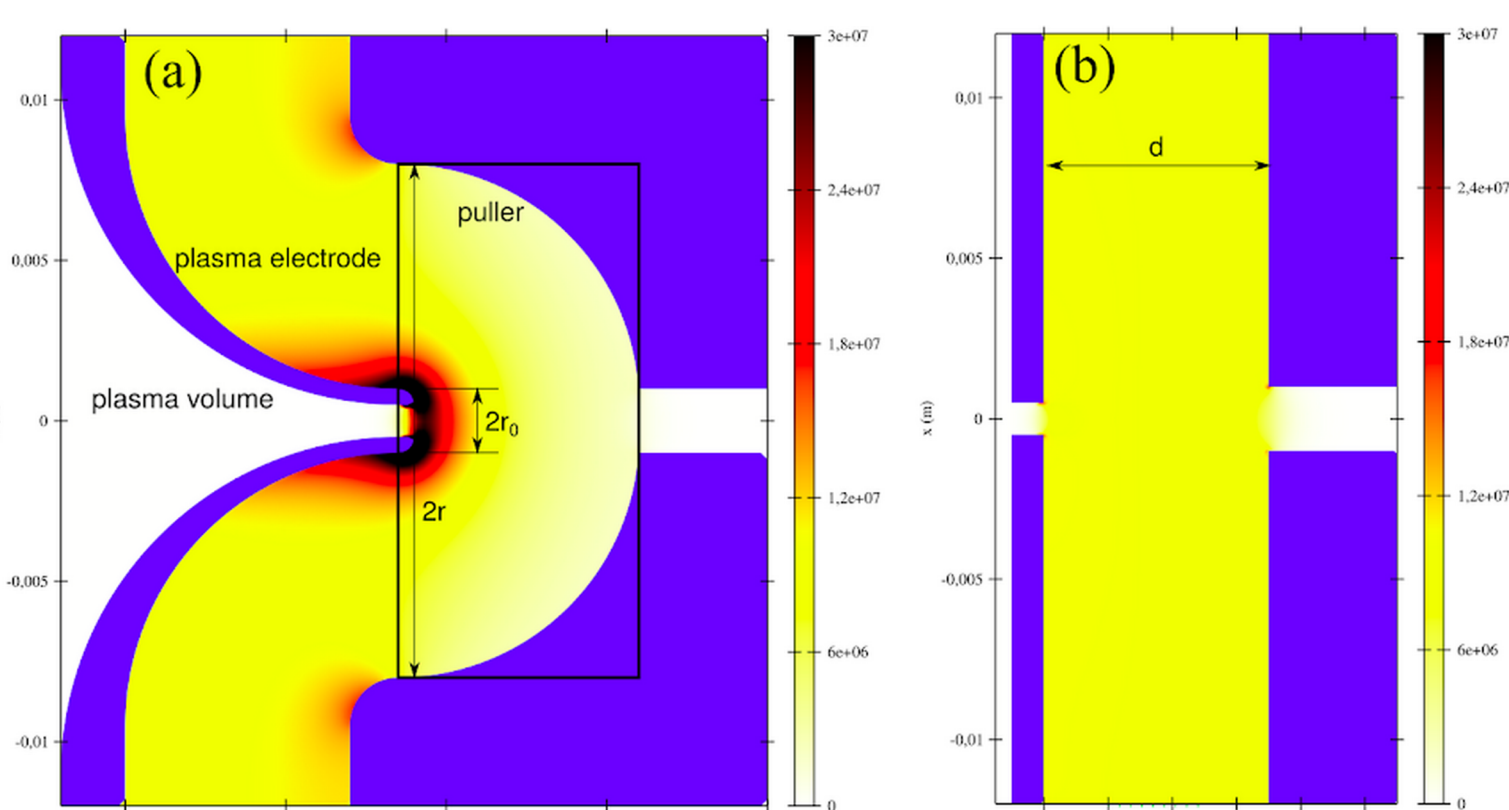 (a)
0,01
0,005
0
-0,005
-0,01
plasma electrode
plasma volume
puller
2r₀
2r
3e+07
2,4e+07
1,8e+07
1,2e+07
6e+06
0
(b)
d
x (m)
0,01
0,005
0
-0,005
-0,01
3e+07
2,4e+07
1,8e+07
1,2e+07
6e+06
0